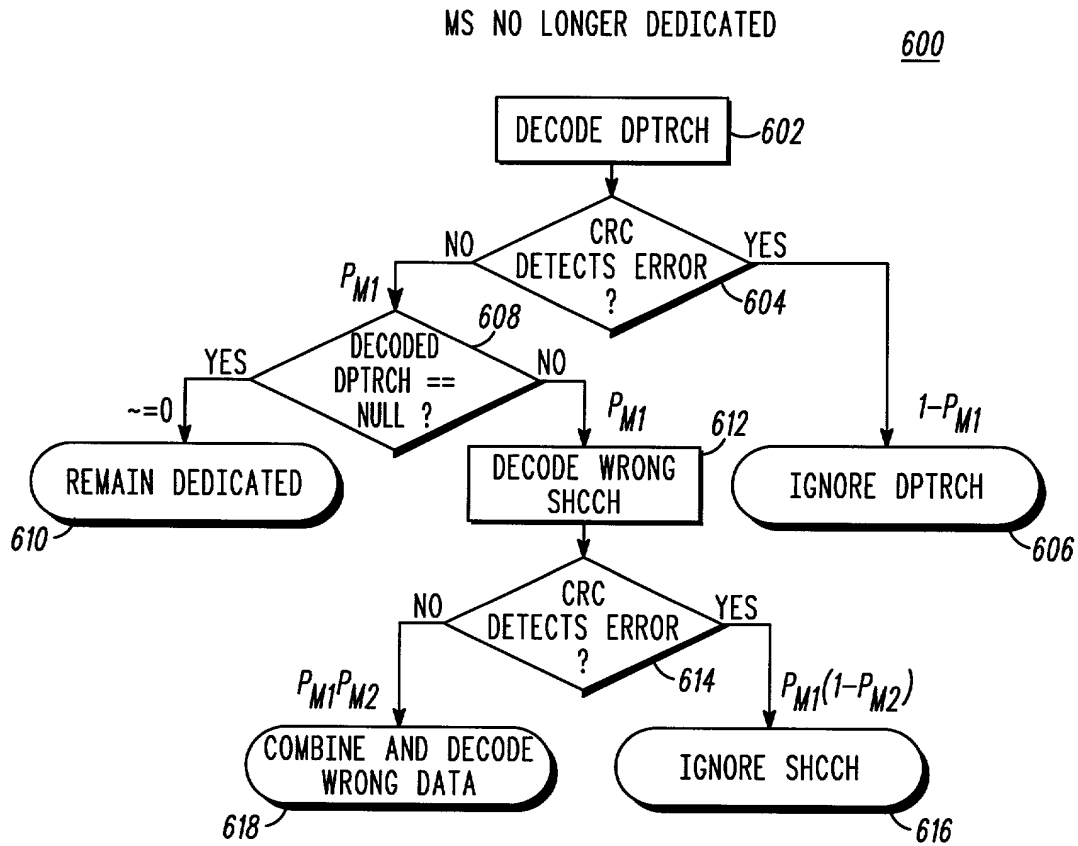 MS NO LONGER DEDICATED
600
DECODE DPTRCH
602
CRC
DETECTS ERROR
?
NO
YES
604
P_M1
608
DECODED
DPTRCH ==
NULL ?
YES
NO
~=0
P_M1
1-P_M1
612
REMAIN DEDICATED
610
DECODE WRONG
SHCCH
IGNORE DPTRCH
606
CRC
DETECTS ERROR
?
NO
YES
614
P_M1P_M2
P_M1(1-P_M2)
COMBINE AND DECODE
WRONG DATA
618
IGNORE SHCCH
616